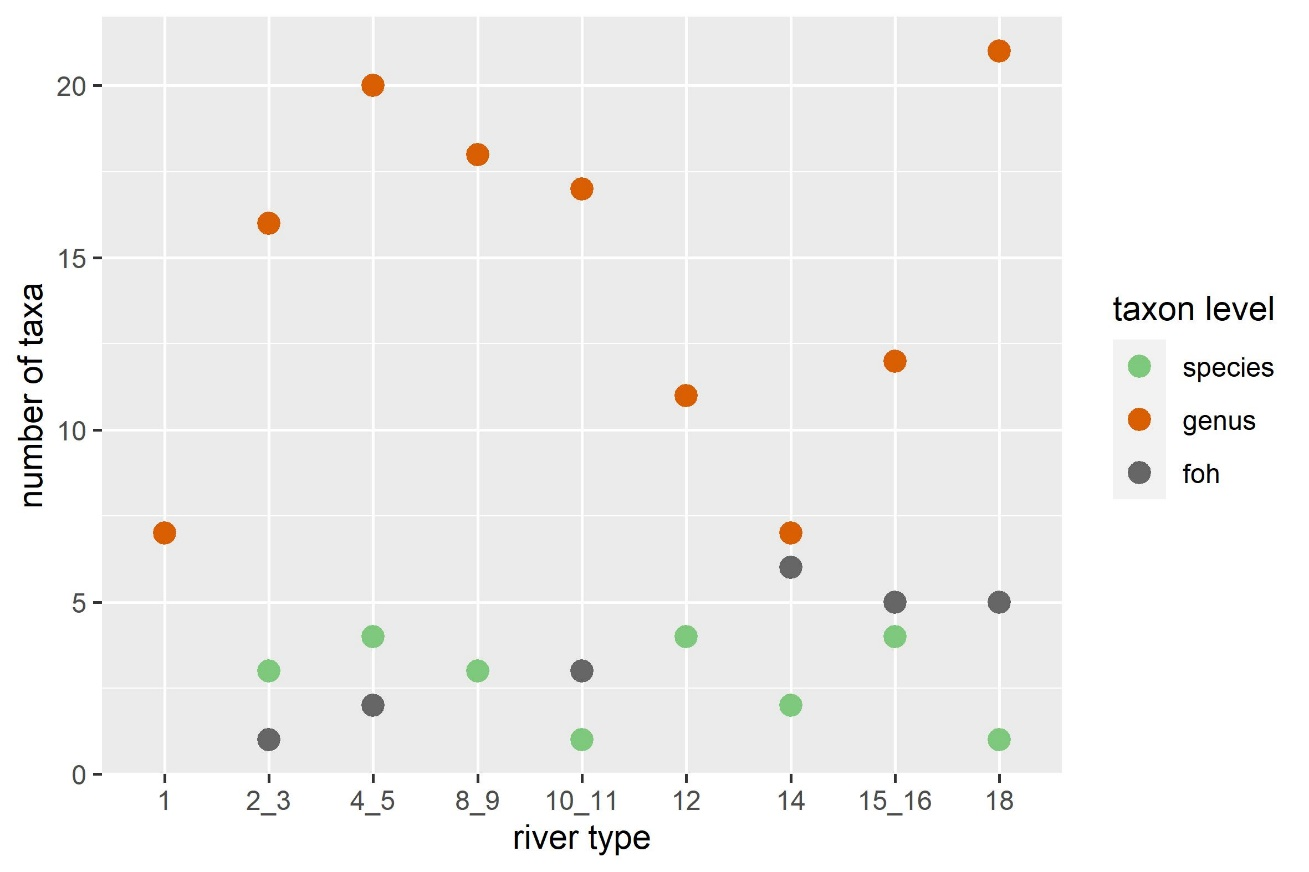 number of taxa
20
15
10
5
0
1 2_3 4_5 8_9 10_11 12 14 15_16 18
river type
taxon level
species
genus
foh